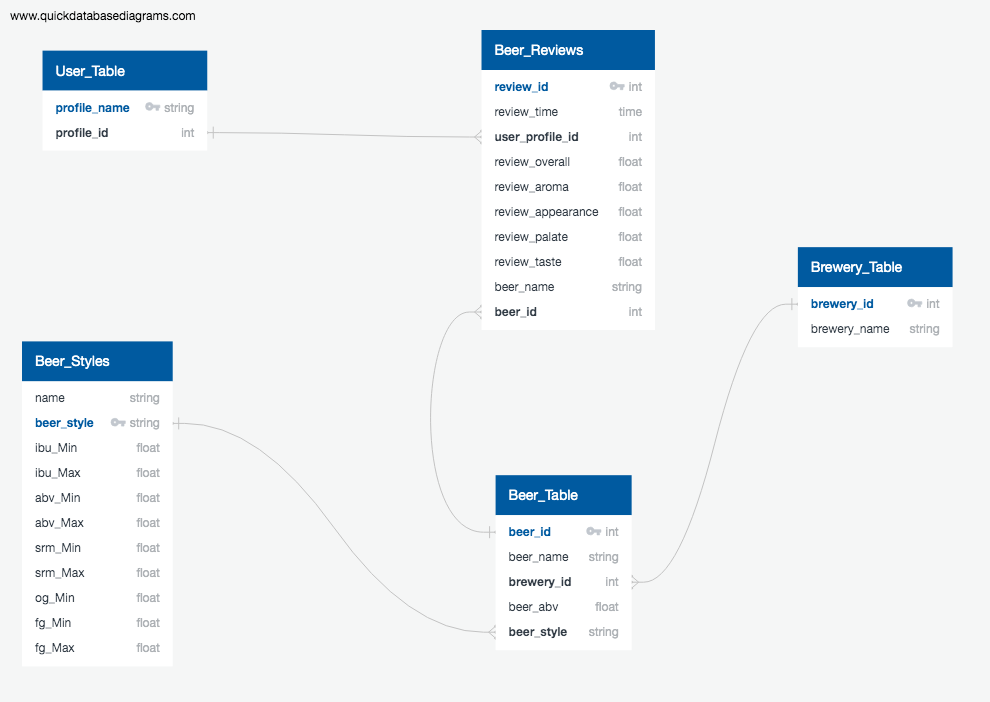 www.quickdatabasediagrams.com
User_Table
profile_name string
profile_id int
Beer_Reviews
review_id int
review_time time
user_profile_id int
review_overall float
review_aroma float
review_appearance float
review_palate float
review_taste float
beer_name string
beer_id int
Brewery_Table
brewery_id int
brewery_name string
Beer_Styles
name string
beer_style string
ibu_Min float
ibu_Max float
abv_Min float
abv_Max float
srm_Min float
srm_Max float
og_Min float
fg_Min float
fg_Max float
Beer_Table
beer_id int
beer_name string
brewery_id int
beer_abv float
beer_style string